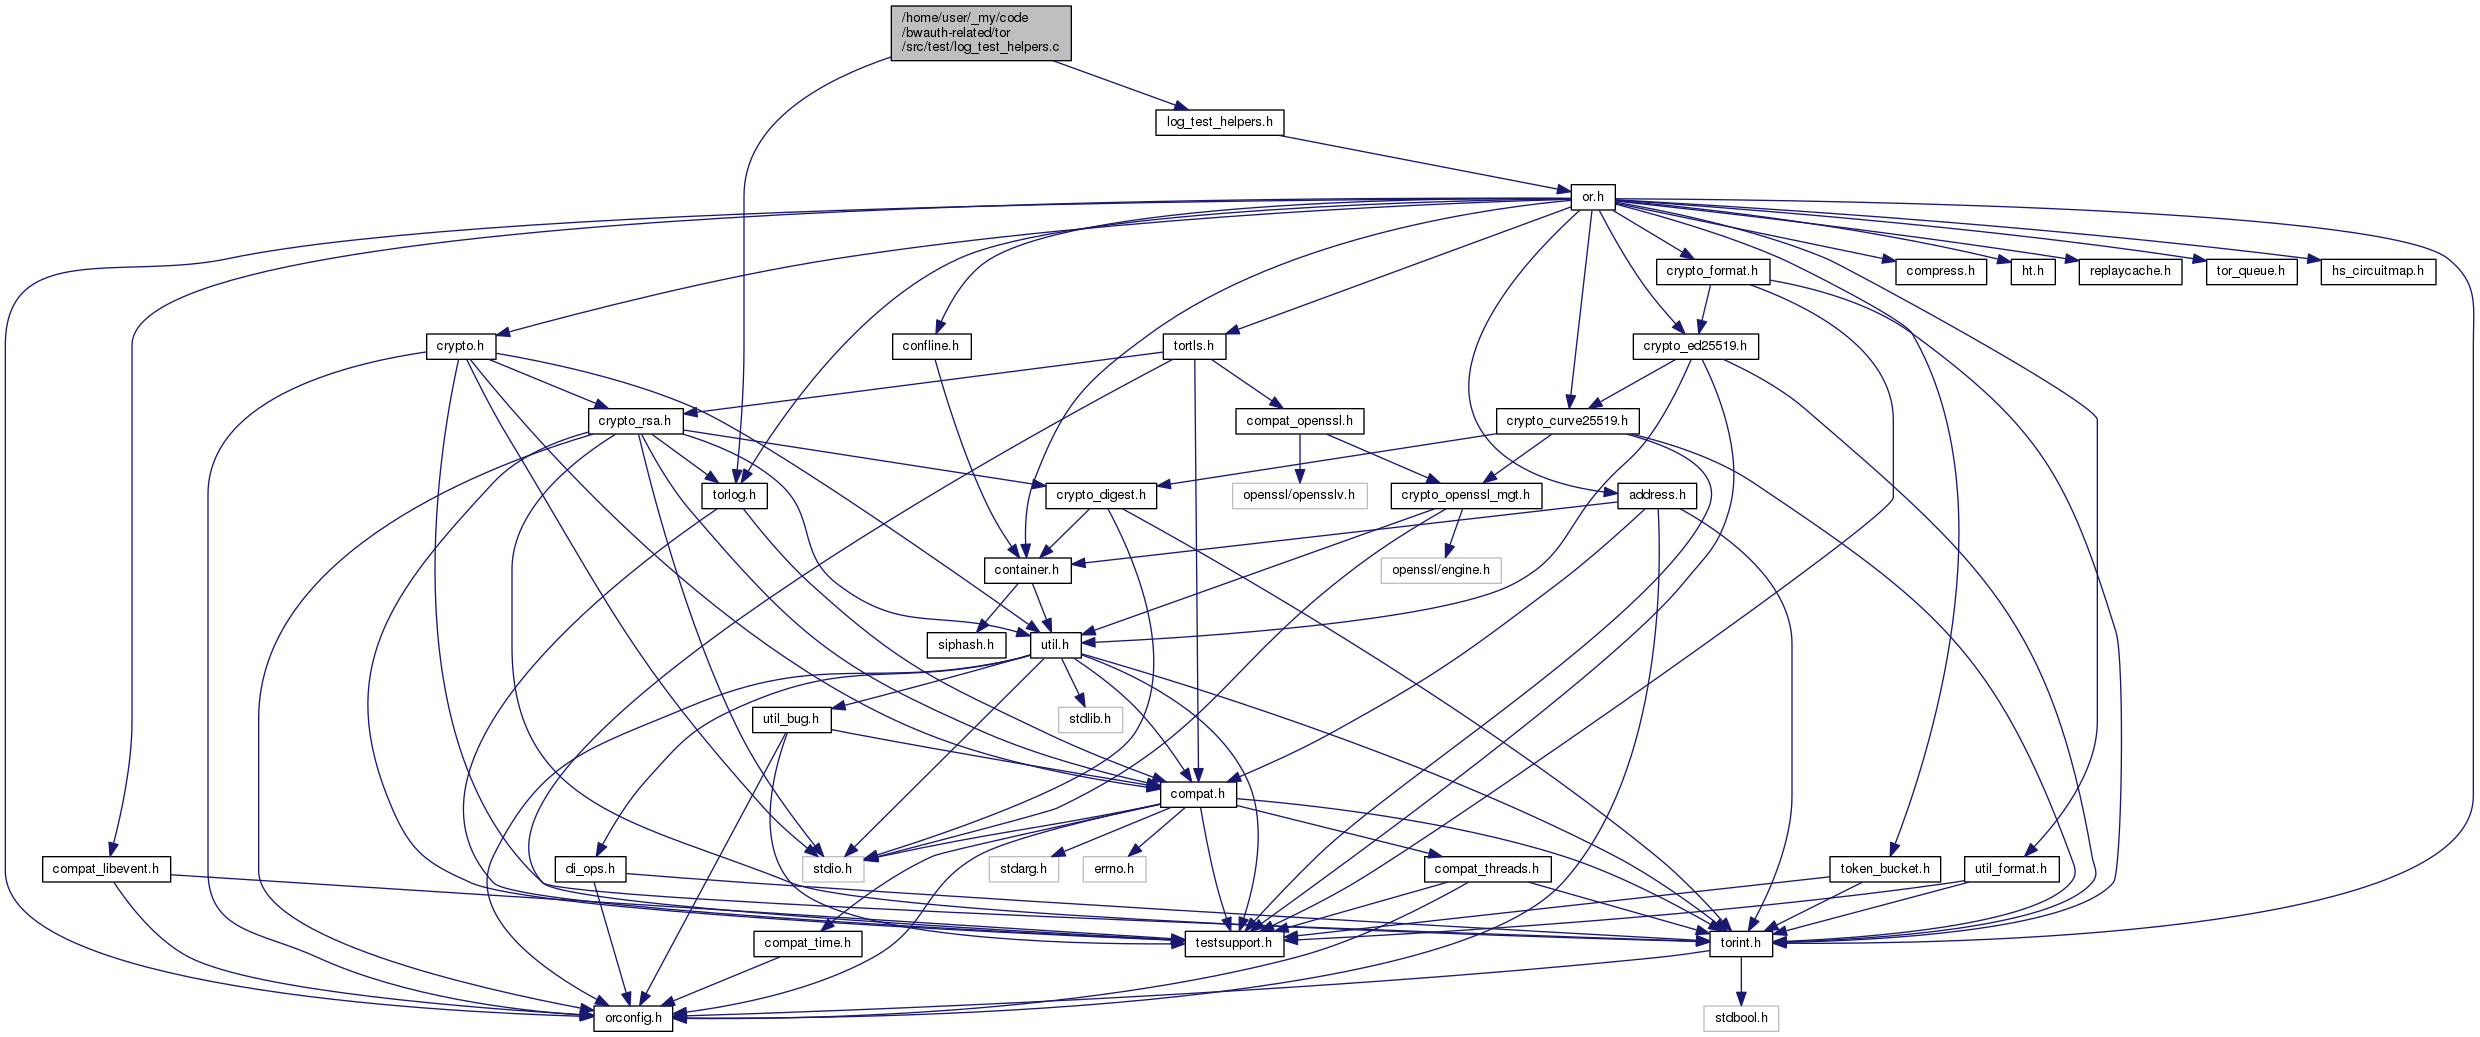 /home/user/_my/code
/bwauth-related/tor
/src/test/log_test_helpers.c
log_test_helpers.h
or.h
crypto_format.h
compress.h
ht.h
replaycache.h
tor_queue.h
hs_circuitmap.h
crypto.h
confline.h
tortls.h
crypto_ed25519.h
crypto_rsa.h
compat_openssl.h
crypto_curve25519.h
torlog.h
crypto_digest.h
openssl/opensslv.h
crypto_openssl_mgt.h
address.h
container.h
openssl/engine.h
siphash.h
util.h
util_bug.h
stdlib.h
compat.h
compat_libevent.h
di_ops.h
stdio.h
stdarg.h
errno.h
compat_threads.h
token_bucket.h
util_format.h
compat_time.h
testsupport.h
torint.h
orconfig.h
stdbool.h